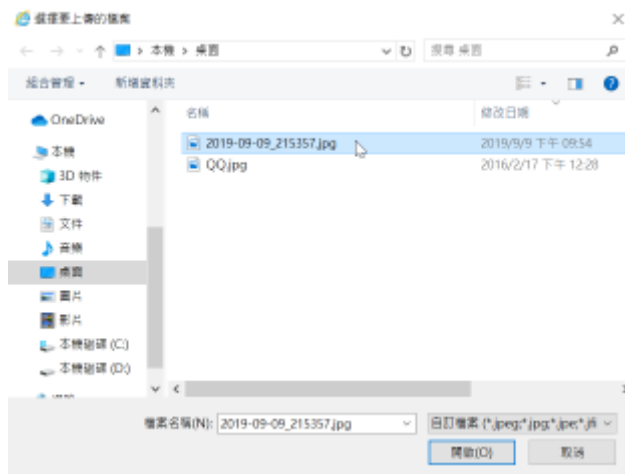 選擇要上傳的檔案
本機 › 桌面
搜尋 桌面
組合管理
新增資料夾
名稱
修改日期
OneDrive
本機
3D 物件
下載
文件
音樂
桌面
圖片
影片
本機磁碟 (C:)
本機磁碟 (D:)
2019-09-09_215357.jpg
2019/9/9 下午 09:54
QQ.jpg
2016/2/17 下午 12:28
檔案名稱(N):
2019-09-09_215357.jpg
自訂檔案 (*.jpeg;*.jpg;*.jpe;*.jfi
開啟(O)
取消